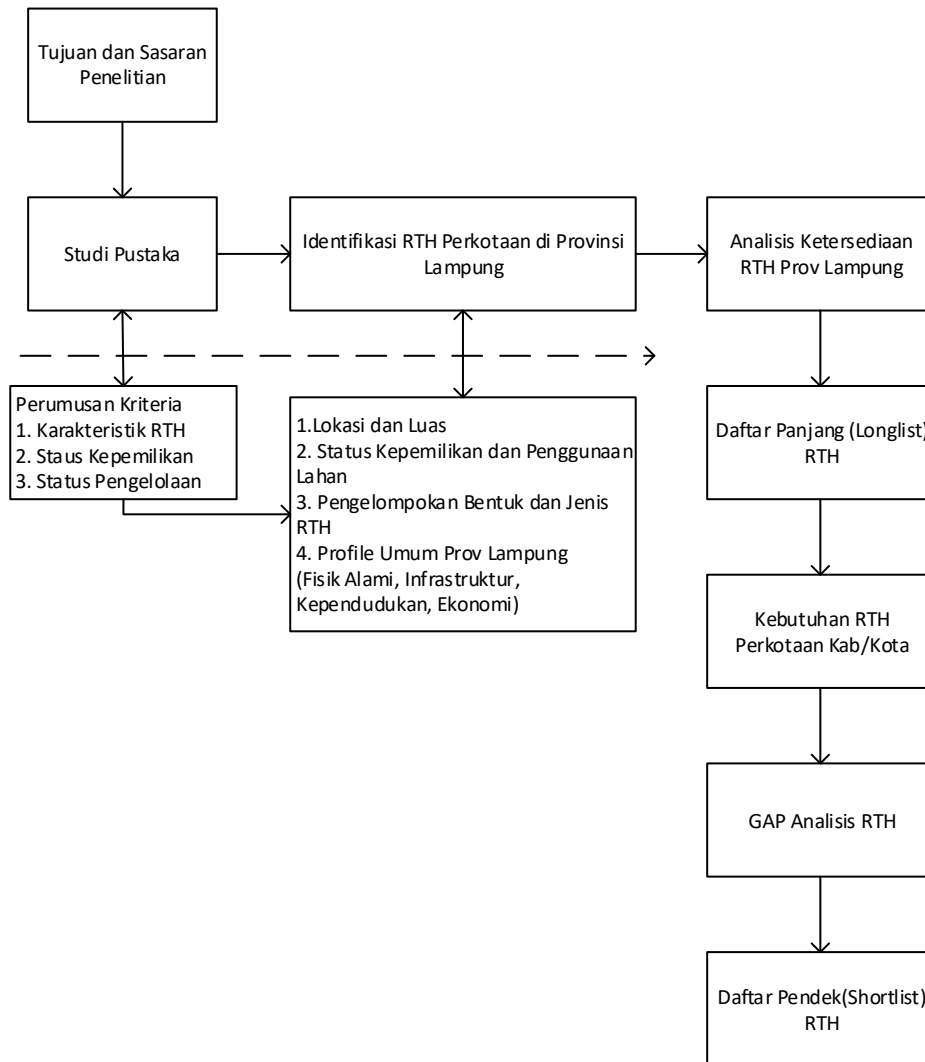 Tujuan dan Sasaran
Penelitian
Studi Pustaka
Identifikasi RTH Perkotaan di Provinsi
Lampung
Analisis Ketersediaan
RTH Prov Lampung
Perumusan Kriteria
1. Karakteristik RTH
2. Staus Kepemilikan
3. Status Pengelolaan
1.Lokasi dan Luas
2. Status Kepemilikan dan Penggunaan
Lahan
3. Pengelompokan Bentuk dan Jenis
RTH
4. Profile Umum Prov Lampung
(Fisik Alami, Infrastruktur,
Kependudukan, Ekonomi)
Daftar Panjang (Longlist)
RTH
Kebutuhan RTH
Perkotaan Kab/Kota
GAP Analisis RTH
Daftar Pendek(Shortlist)
RTH